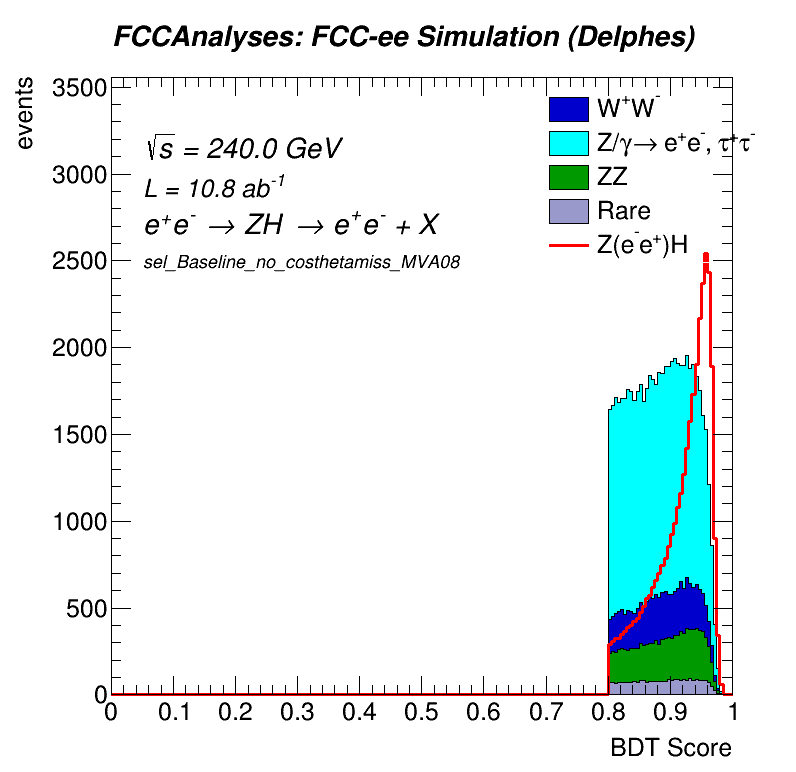 FCCAnalyses: FCC-ee Simulation (Delphes)
events
3500
3000
2500
2000
1500
1000
500
0
√s = 240.0 GeV
L = 10.8 ab⁻¹
e⁺e⁻ → ZH → e⁺e⁻ + X
sel_Baseline_no_costhetamiss_MVA08
W⁺W⁻
Z/γ→ e⁺e⁻, τ⁺τ⁻
ZZ
Rare
Z(e⁻e⁺)H
0 0.1 0.2 0.3 0.4 0.5 0.6 0.7 0.8 0.9 1
BDT Score